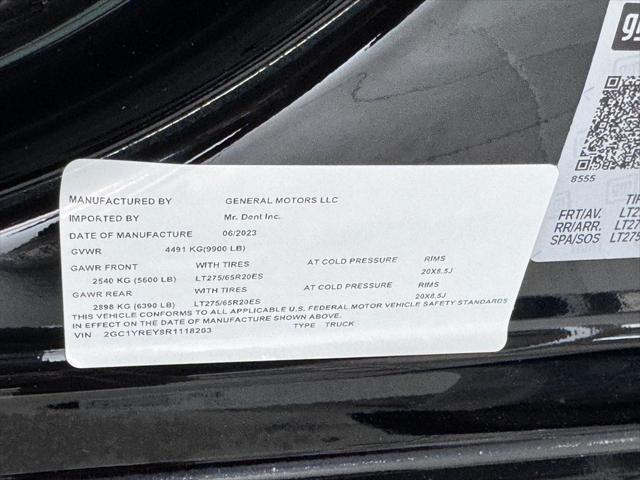 MANUFACTURED BY GENERAL MOTORS LLC
IMPORTED BY Mr. Dent Inc.
DATE OF MANUFACTURE 06/2023
GVWR 4491 KG(9900 LB)
GAWR FRONT WITH TIRES AT COLD PRESSURE RIMS
2540 KG (5600 LB) LT275/65R20ES 20X8.5J
GAWR REAR WITH TIRES AT COLD PRESSURE RIMS
2898 KG (6390 LB) LT275/65R20ES 20X8.5J
THIS VEHICLE CONFORMS TO ALL APPLICABLE U.S. FEDERAL MOTOR VEHICLE SAFETY STANDARDS
IN EFFECT ON THE DATE OF MANUFACTURE SHOWN ABOVE.
VIN 2GC1YREY8R1118203 TYPE TRUCK
gm
8555
FRT/AV.
RR/ARR. LT275
SPA/SOS LT275